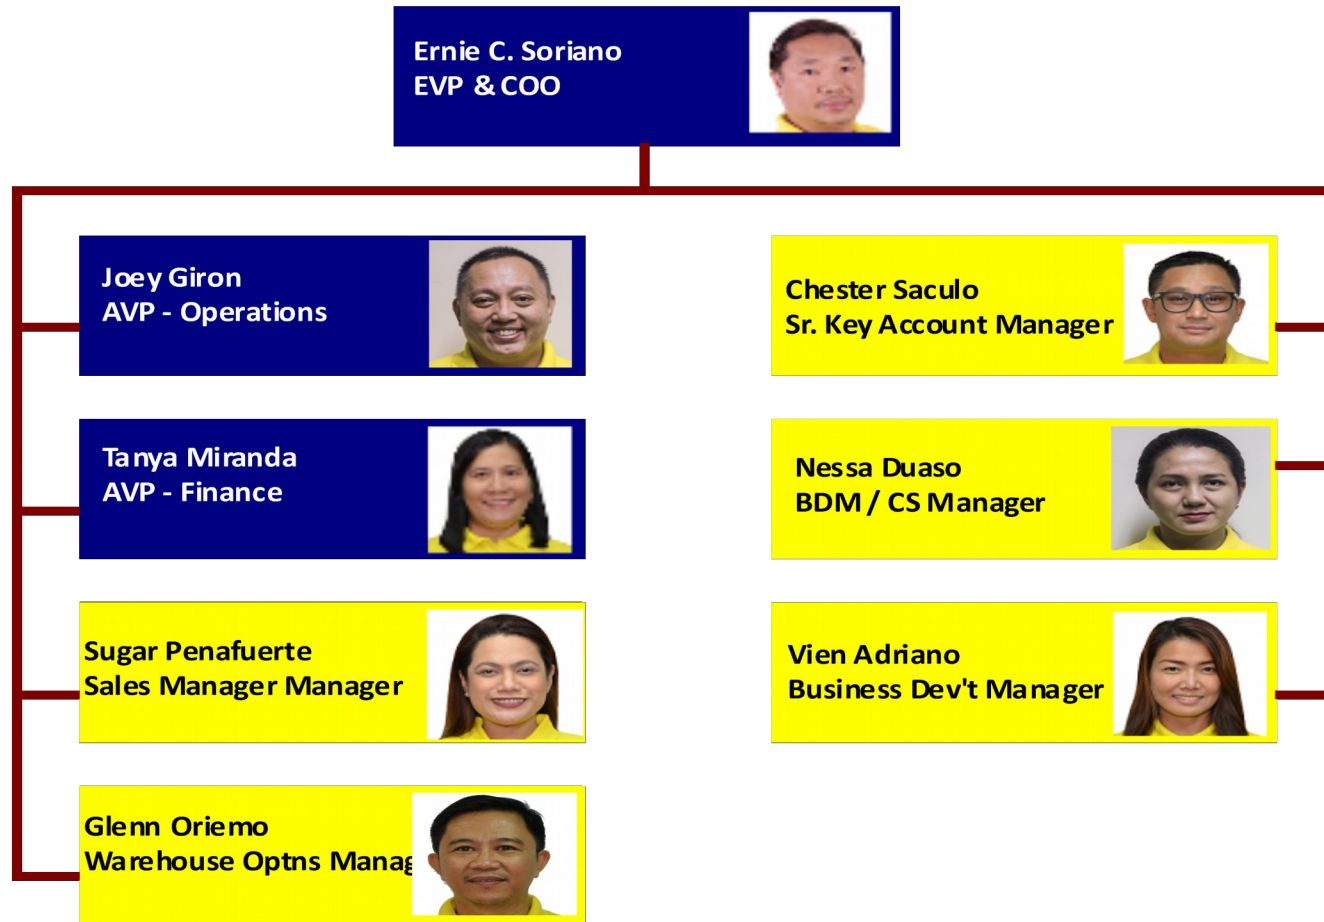 Ernie C. Soriano
EVP & COO
Joey Giron
AVP - Operations
Chester Saculo
Sr. Key Account Manager
Tanya Miranda
AVP - Finance
Nessa Duaso
BDM / CS Manager
Sugar Penafuerte
Sales Manager Manager
Vien Adriano
Business Dev't Manager
Glenn Oriemo
Warehouse Optns Manag